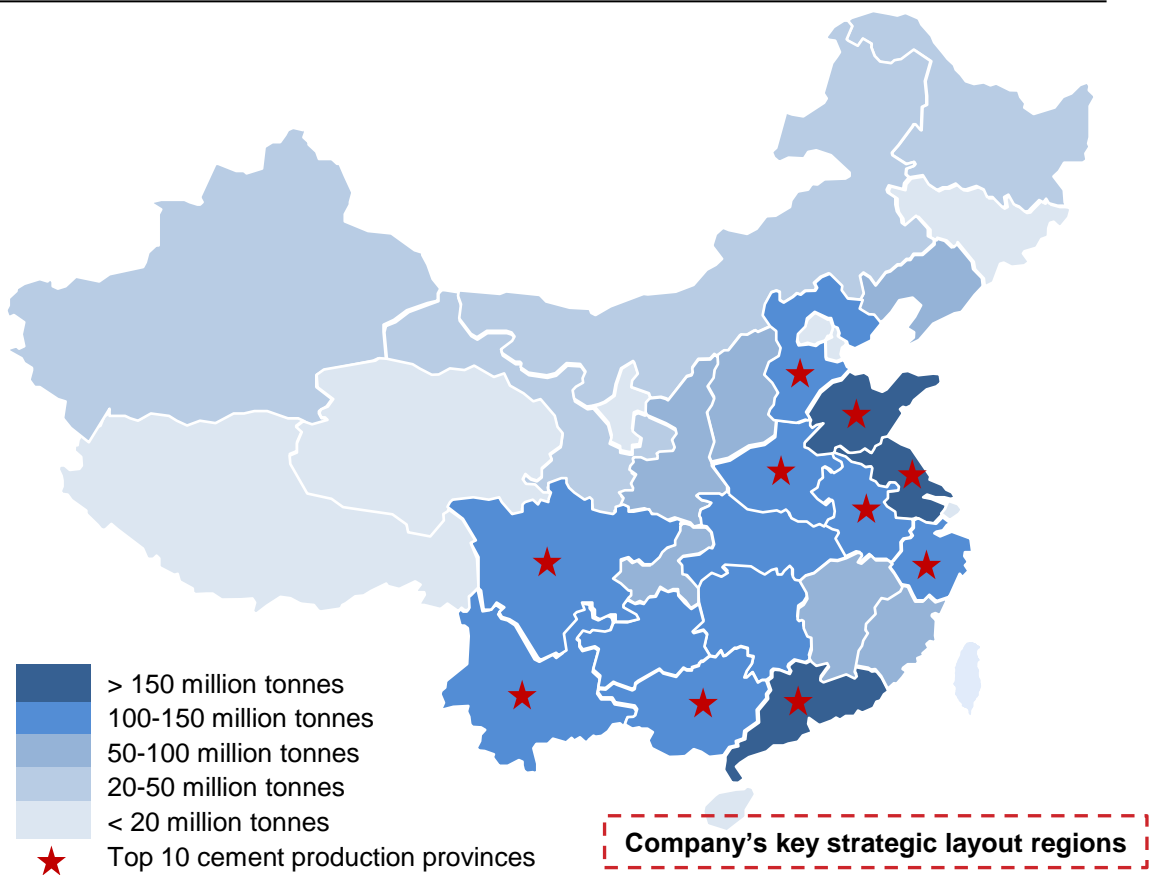 > 150 million tonnes
100-150 million tonnes
50-100 million tonnes
20-50 million tonnes
< 20 million tonnes
Top 10 cement production provinces
Company’s key strategic layout regions